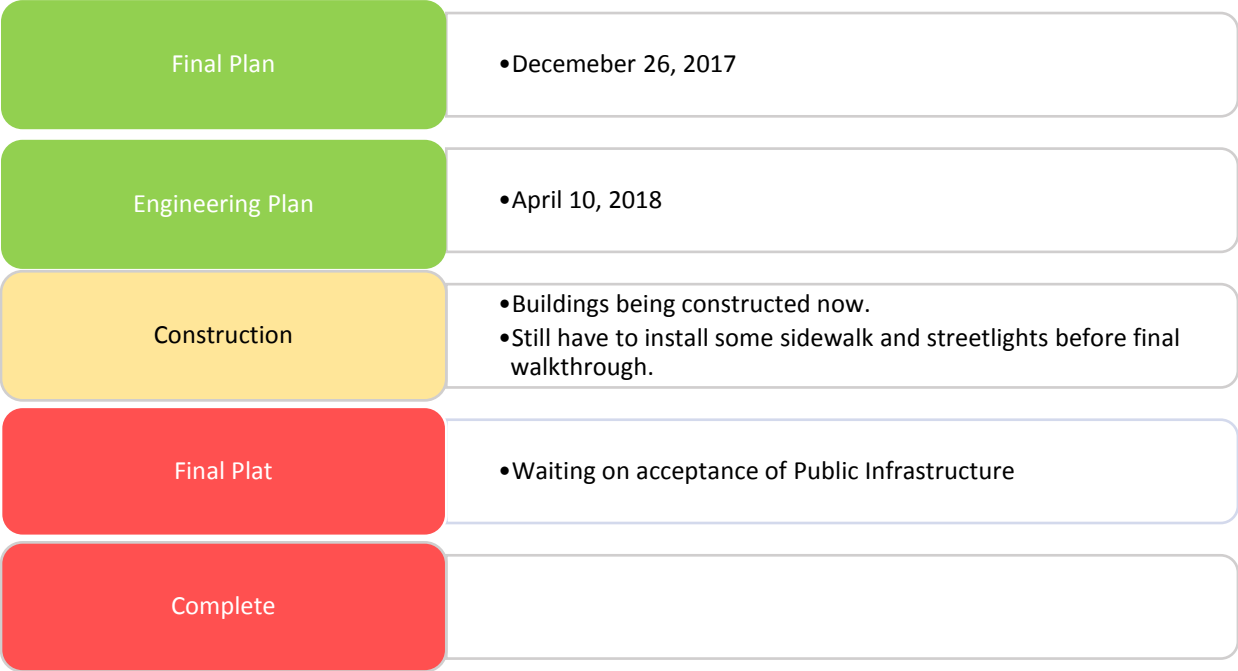 Final Plan
•Decemeber 26, 2017
Engineering Plan
•April 10, 2018
Construction
•Buildings being constructed now.
•Still have to install some sidewalk and streetlights before final
walkthrough.
Final Plat
•Waiting on acceptance of Public Infrastructure
Complete